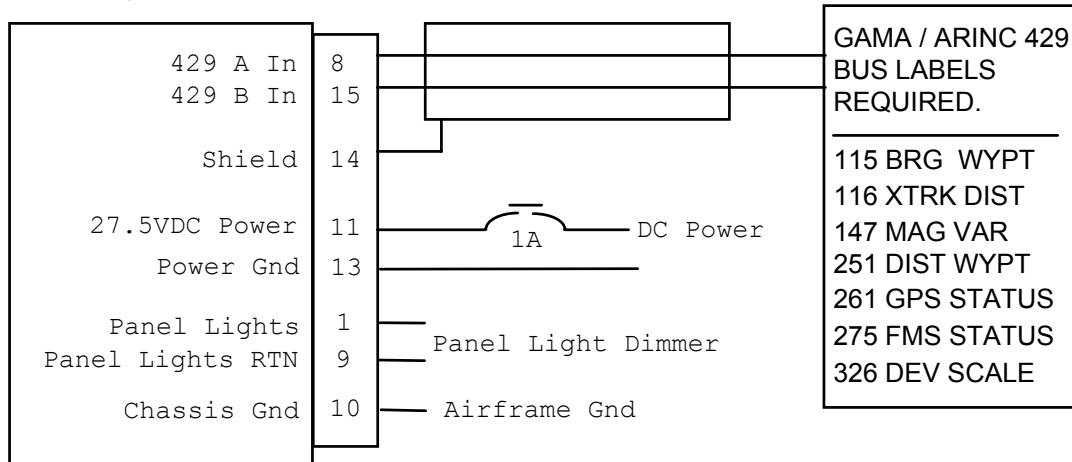 429 A In 8
429 B In 15
Shield 14
27.5VDC Power 11 1A DC Power
Power Gnd 13
Panel Lights 1
Panel Lights RTN 9 Panel Light Dimmer
Chassis Gnd 10 Airframe Gnd
GAMA / ARINC 429
BUS LABELS
REQUIRED.
115 BRG WYPT
116 XTRK DIST
147 MAG VAR
251 DIST WYPT
261 GPS STATUS
275 FMS STATUS
326 DEV SCALE